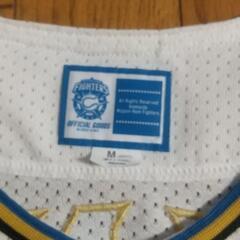 FIGHTERS
OFFICIAL GOODS
All Rights Reserved
Hokkaido
Nippon-Ham Fighters
M